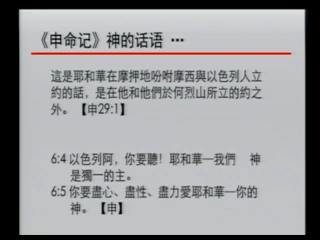 《申命记》神的话语 …
這是耶和華在摩押地吩咐摩西與以色列人立
約的話，是在他和他們於何烈山所立的約之
外。【申29:1】
6:4 以色列阿，你要聽！耶和華─我們　神
是獨一的主。
6:5 你要盡心、盡性、盡力愛耶和華─你的
神。【申】